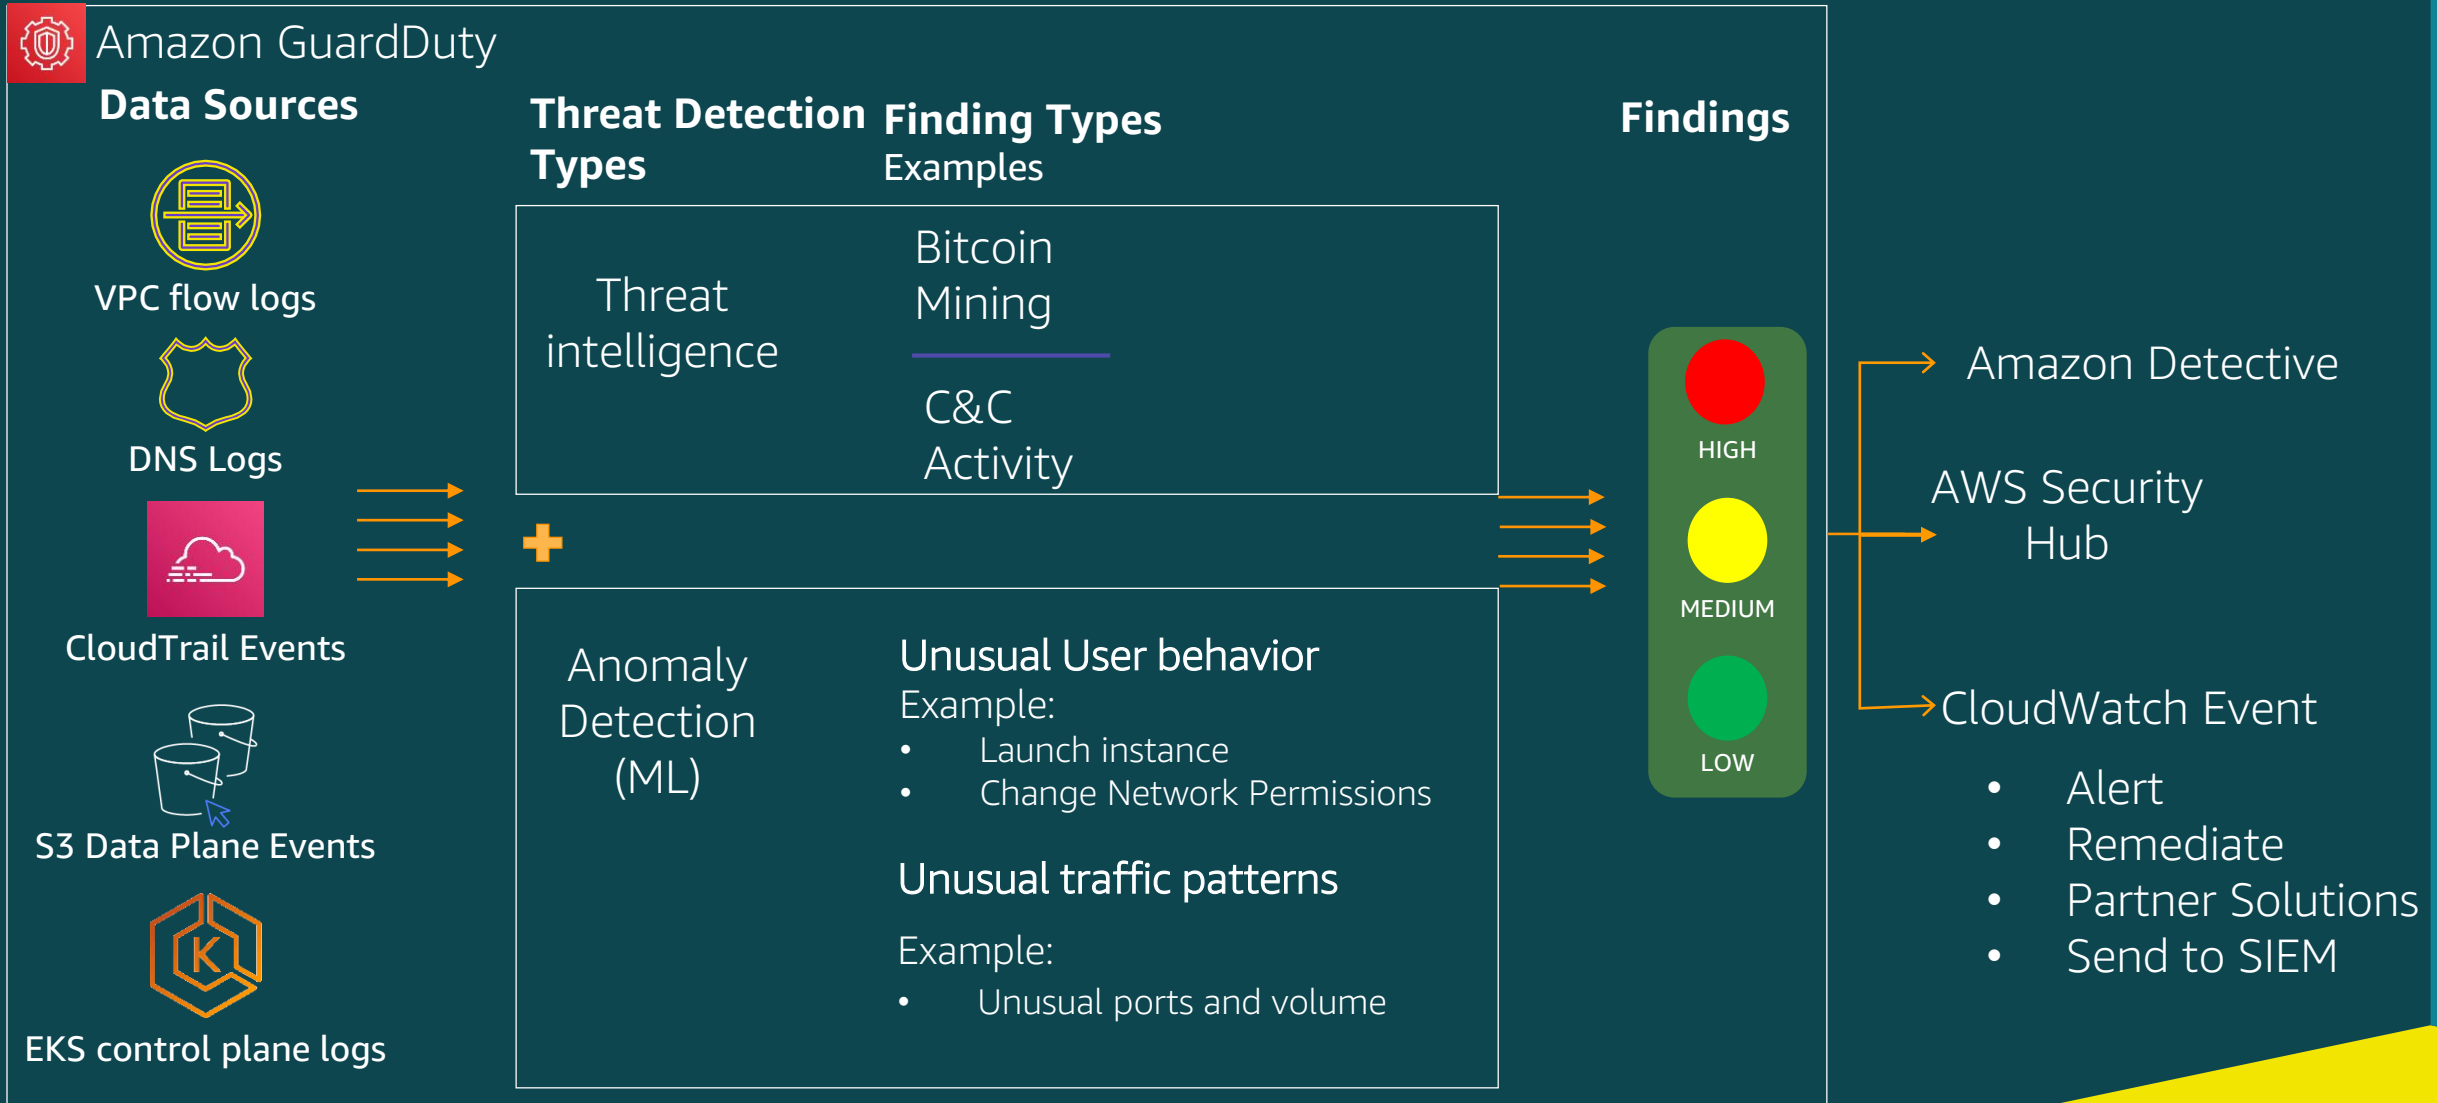 Amazon GuardDuty
Data Sources
VPC flow logs
DNS Logs
CloudTrail Events
S3 Data Plane Events
K
EKS control plane logs
Threat Detection
Types
Finding Types
Examples
Threat
intelligence
Bitcoin
Mining
C&C
Activity
Anomaly
Detection
(ML)
Unusual User behavior
Example:
• Launch instance
• Change Network Permissions
Unusual traffic patterns
Example:
• Unusual ports and volume
Findings
HIGH
MEDIUM
LOW
Amazon Detective
AWS Security
Hub
CloudWatch Event
• Alert
• Remediate
• Partner Solutions
• Send to SIEM